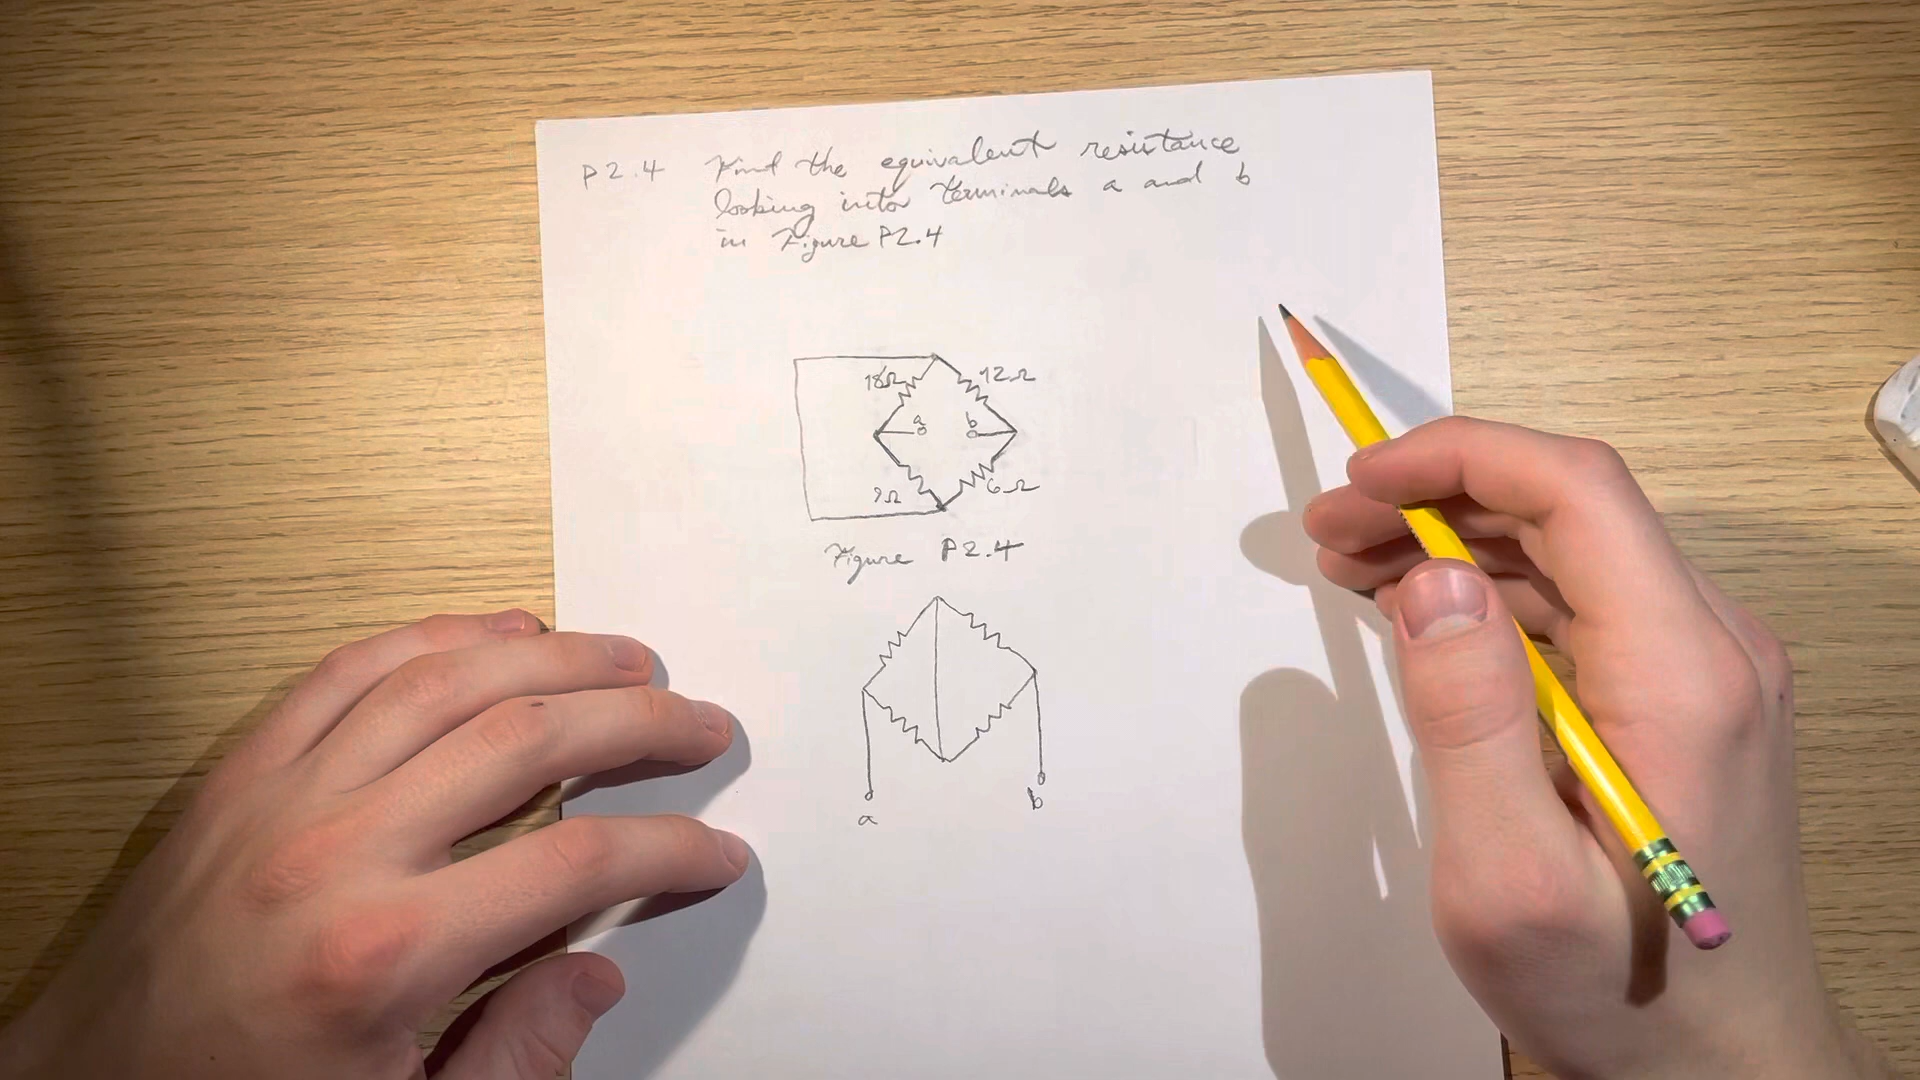 P2.4 Find the equivalent resistance
looking into terminals a and b
in Figure P2.4
18Ω 12Ω
a b
9Ω 6Ω
Figure P2.4
a b